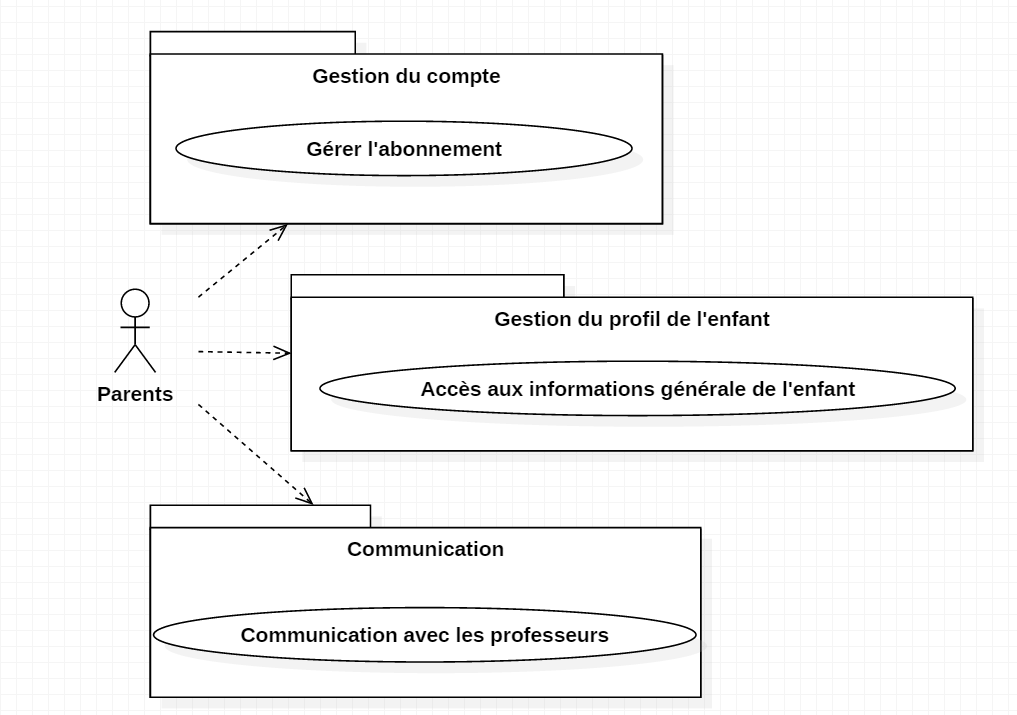 Gestion du compte
Gérer l'abonnement
Gestion du profil de l'enfant
Accès aux informations générale de l'enfant
Parents
Communication
Communication avec les professeurs